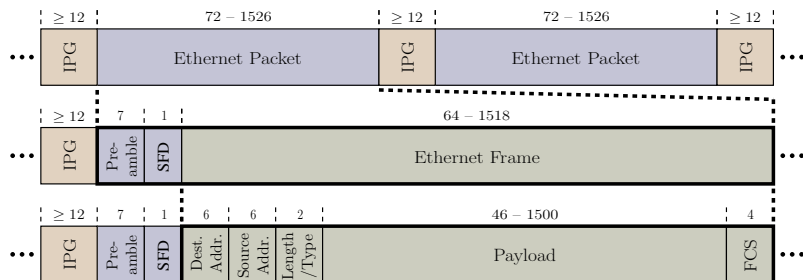 ≥ 12 72 – 1526 ≥ 12 72 – 1526 ≥ 12
IPG Ethernet Packet IPG Ethernet Packet IPG
≥ 12 7 1 64 – 1518
IPG Pre-
amble SFD Ethernet Frame
≥ 12 7 1 6 6 2 46 – 1500 4
IPG Pre-
amble SFD Dest.
Addr. Source
Addr. Length
/Type Payload FCS